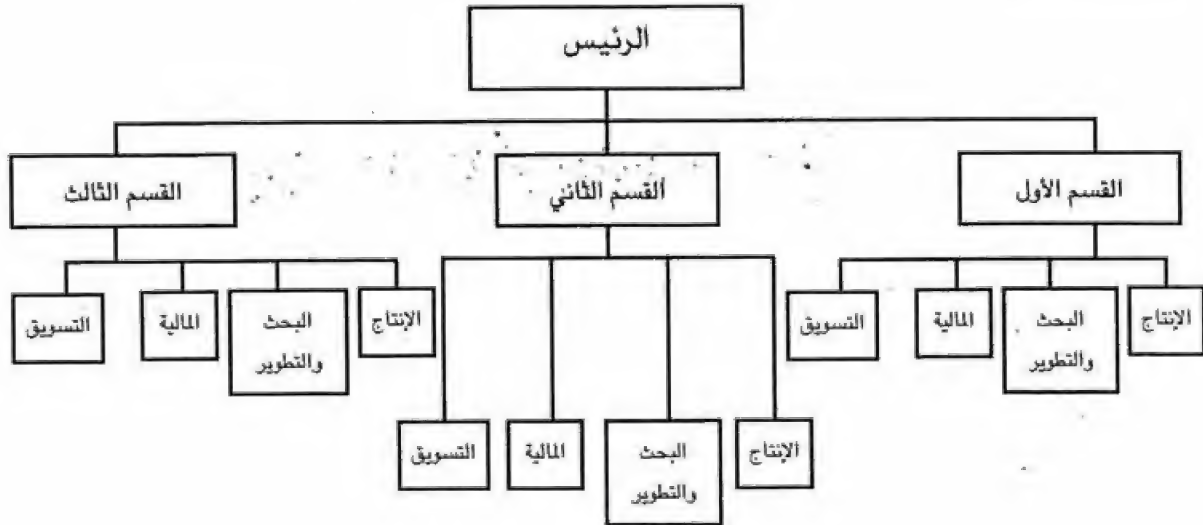 الرئيس
القسم الأول
القسم الثاني
القسم الثالث
الإنتاج
البحث
والتطوير
المالية
التسويق
الإنتاج
البحث
والتطوير
المالية
التسويق
الإنتاج
البحث
والتطوير
المالية
التسويق